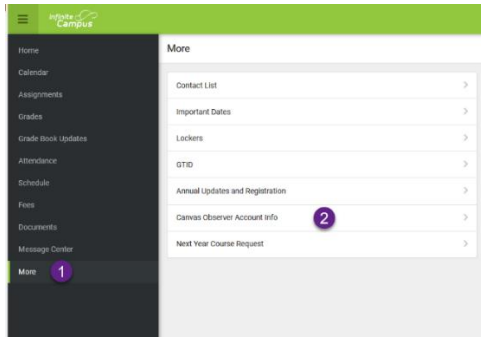 Infinite
Campus
Home
Calendar
Assignments
Grades
Grade Book Updates
Attendance
Schedule
Fees
Documents
Message Center
More
1
More
Contact List
Important Dates
Lockers
GTID
Annual Updates and Registration
Canvas Observer Account Info
2
Next Year Course Request